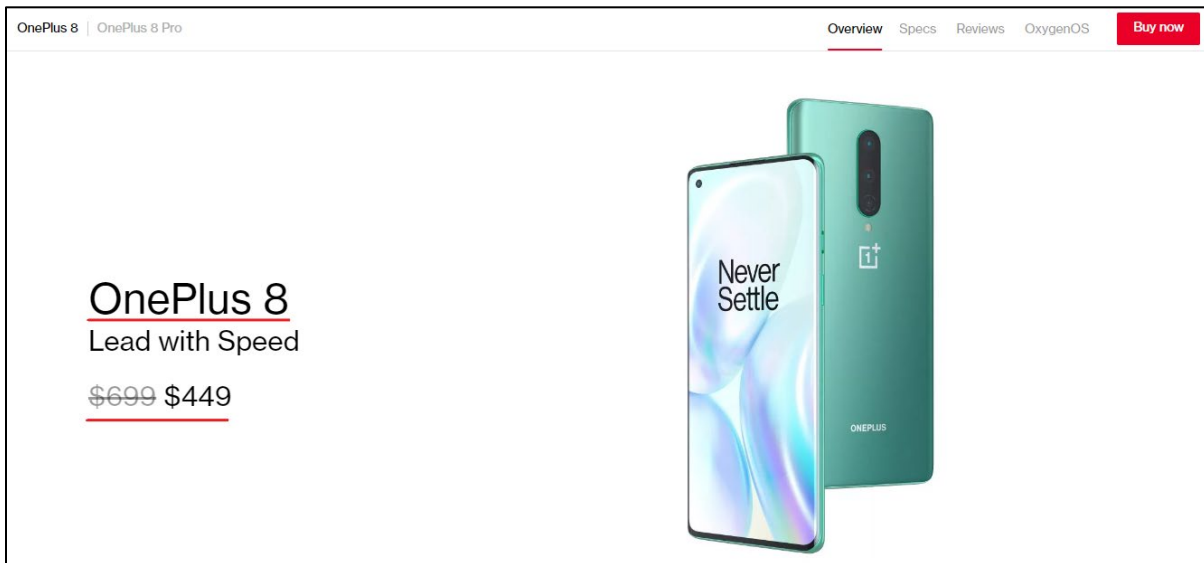 OnePlus 8 | OnePlus 8 Pro
Overview Specs Reviews OxygenOS Buy now
OnePlus 8
Lead with Speed
$699 $449
Never
Settle
1+
ONEPLUS